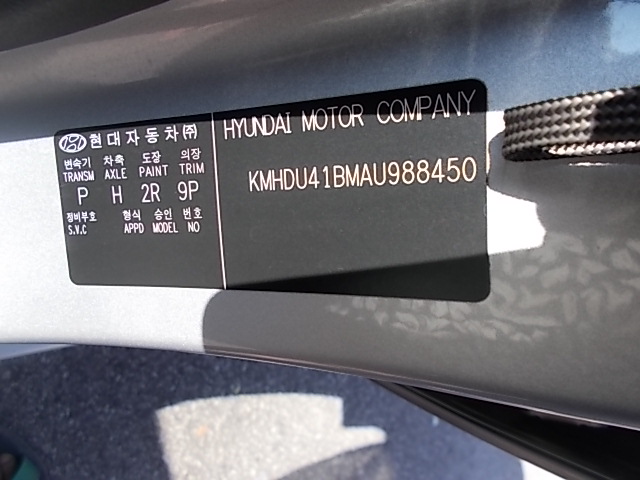 현대자동차㈜
변속기 차축 도장 의장
TRANSM AXLE PAINT TRIM
P H 2R 9P
정비부호 형식 승인 번호
S.V.C APPD MODEL NO
HYUNDAI MOTOR COMPANY
KMHDU41BMAU988450